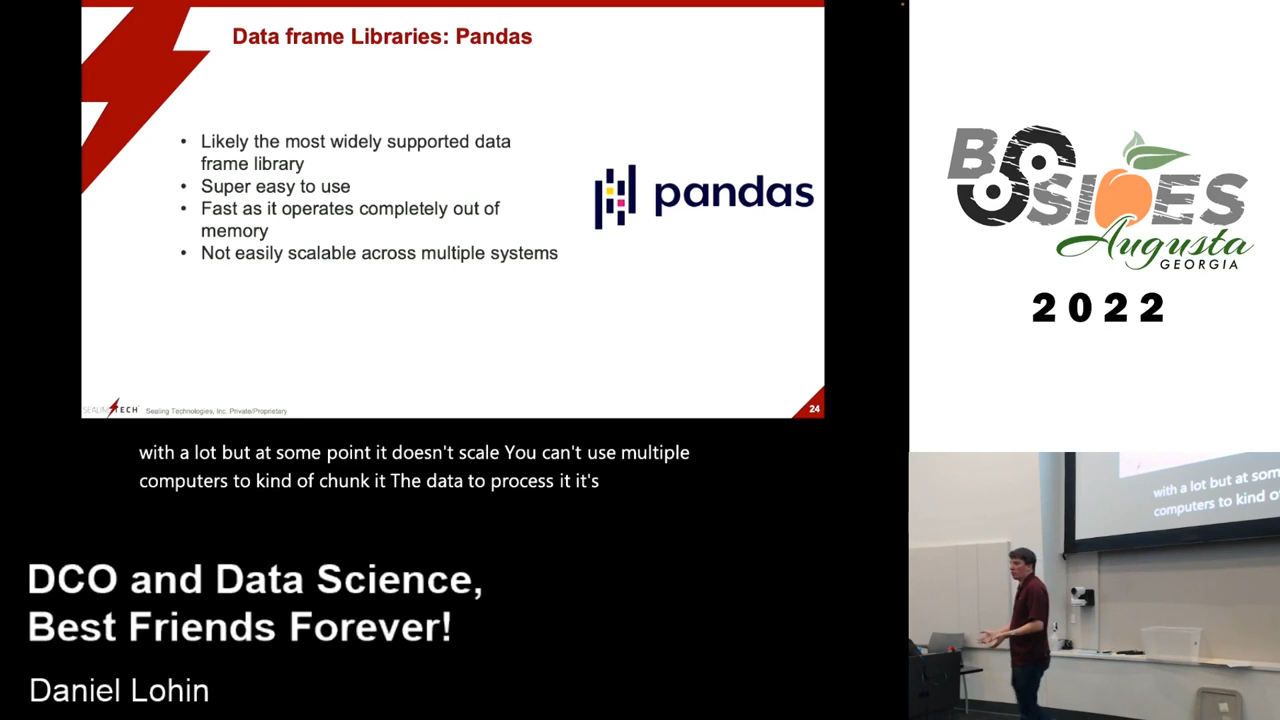 Data frame Libraries: Pandas
• Likely the most widely supported data
frame library
• Super easy to use
• Fast as it operates completely out of
memory
• Not easily scalable across multiple systems
pandas
SEALINGTECH
Sealing Technologies, Inc. Private/Proprietary
24
with a lot but at some point it doesn't scale You can't use multiple
computers to kind of chunk it The data to process it it's
DCO and Data Science,
Best Friends Forever!
Daniel Lohin
BSIDES
Augusta
GEORGIA
2022
with a lot but at som
computers to kind o